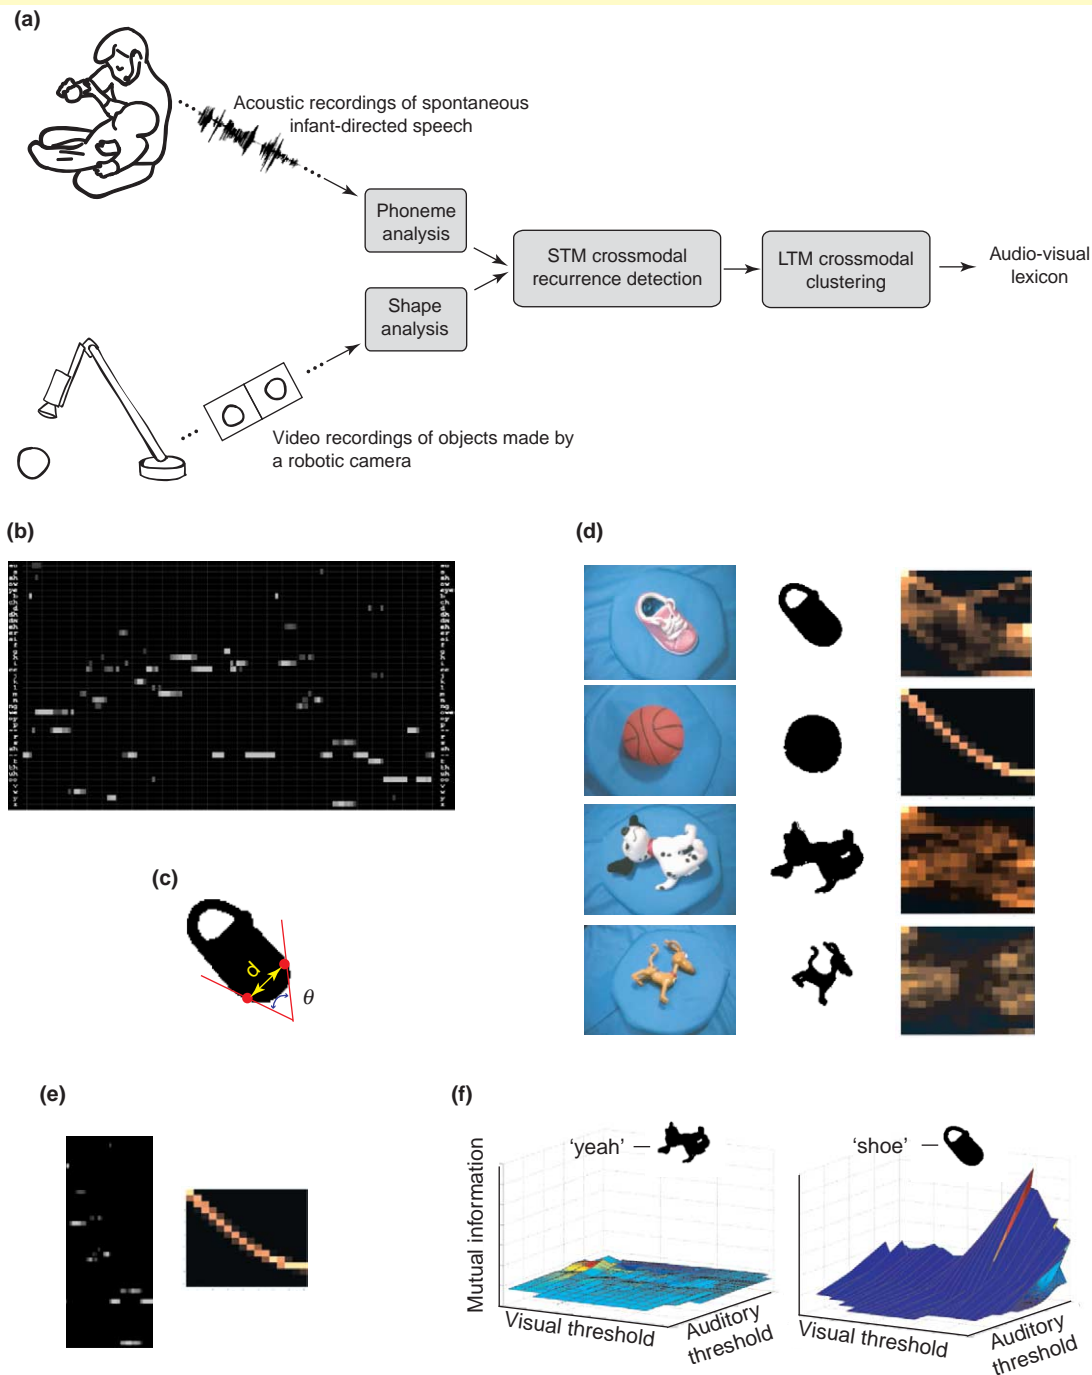 (a)
Acoustic recordings of spontaneous
infant-directed speech
Phoneme
analysis
STM crossmodal
recurrence detection
LTM crossmodal
clustering
Audio-visual
lexicon
Shape
analysis
Video recordings of objects made by
a robotic camera
(b)
(d)
(c)
d
θ
(e)
(f)
Mutual information
'yeah'
Visual threshold
Auditory
threshold
'shoe'
Visual threshold
Auditory
threshold